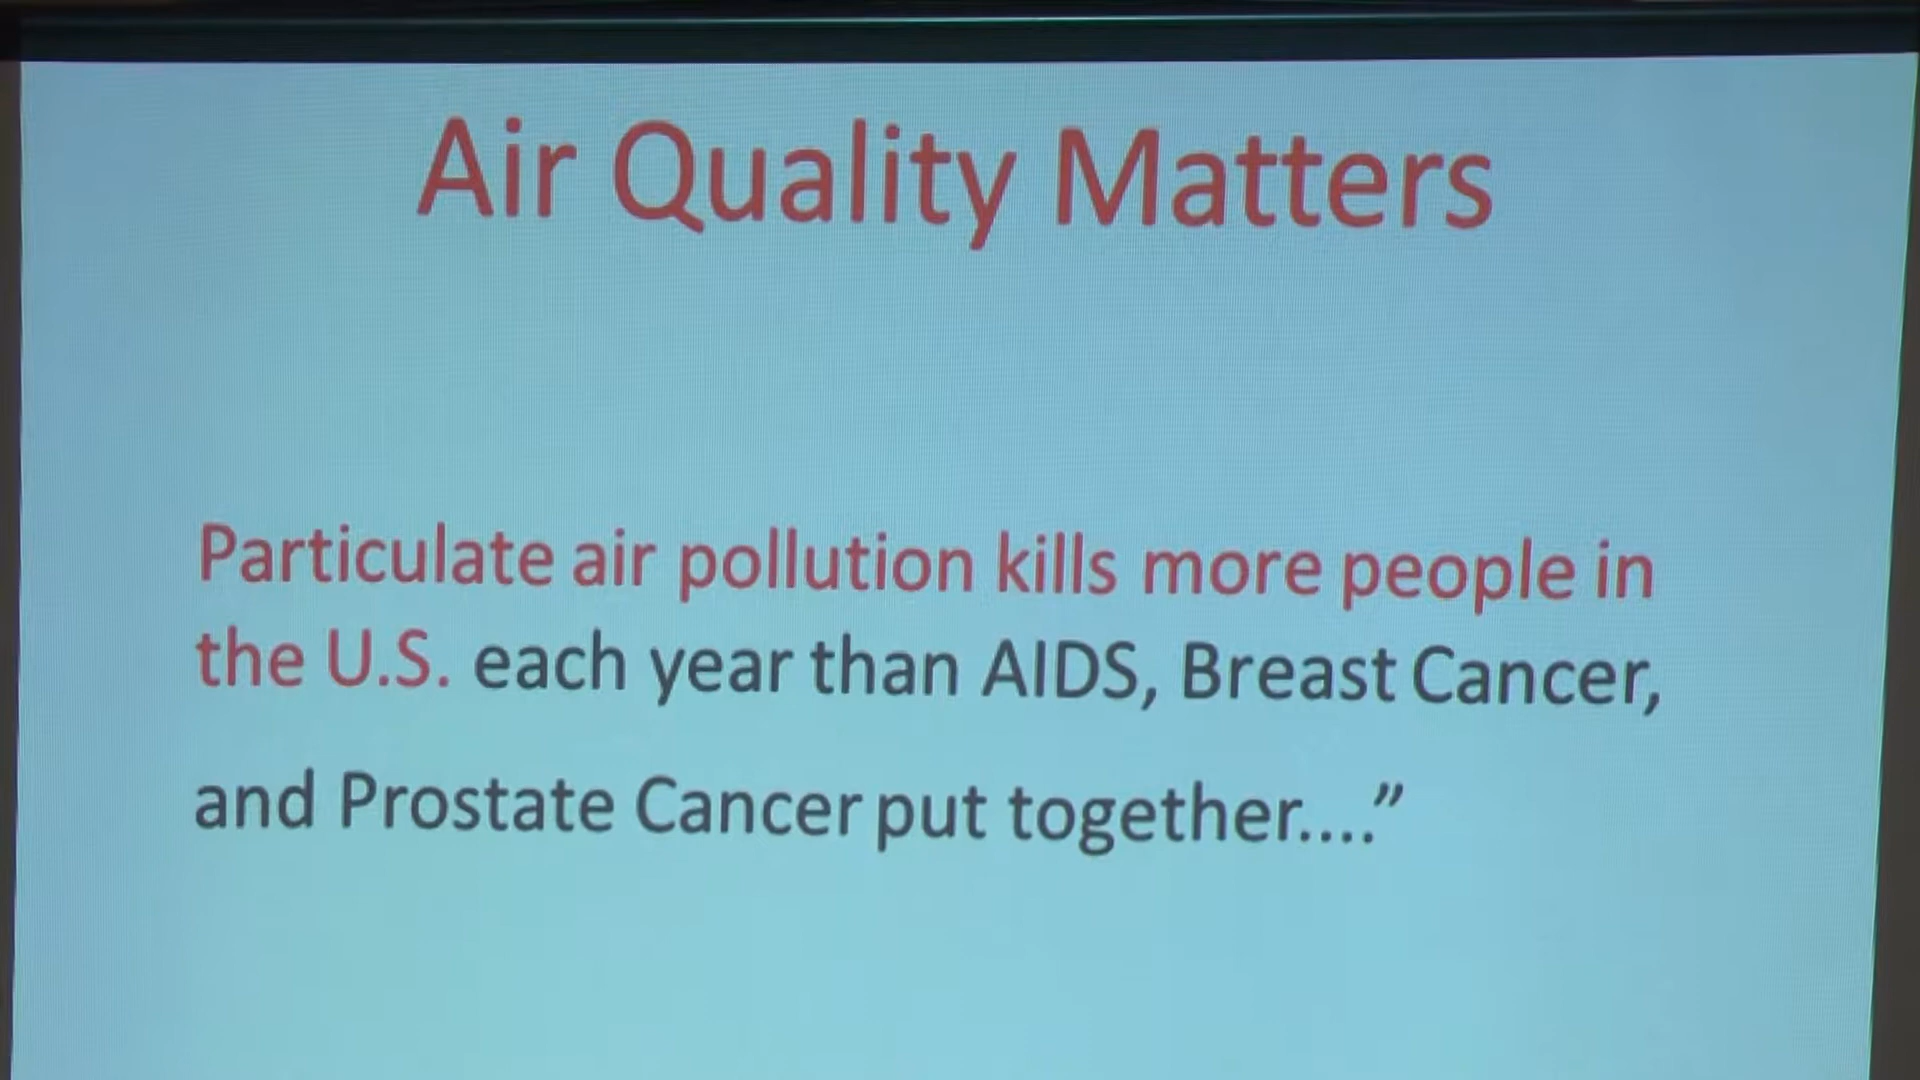 Air Quality Matters
Particulate air pollution kills more people in
the U.S. each year than AIDS, Breast Cancer,
and Prostate Cancer put together....”